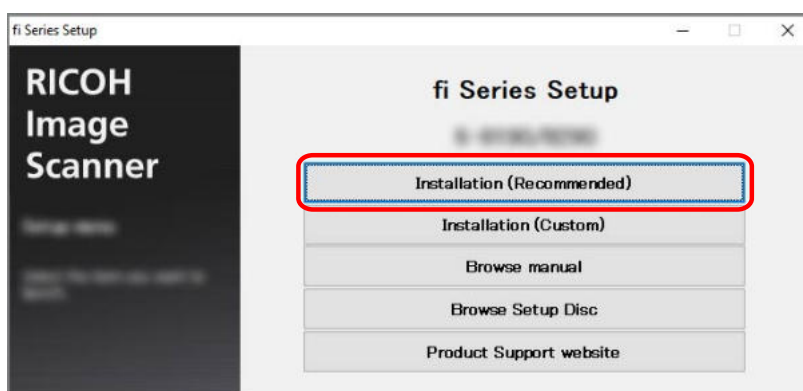 fi Series Setup
RICOH
Image
Scanner
fi Series Setup
Installation (Recommended)
Installation (Custom)
Browse manual
Browse Setup Disc
Product Support website